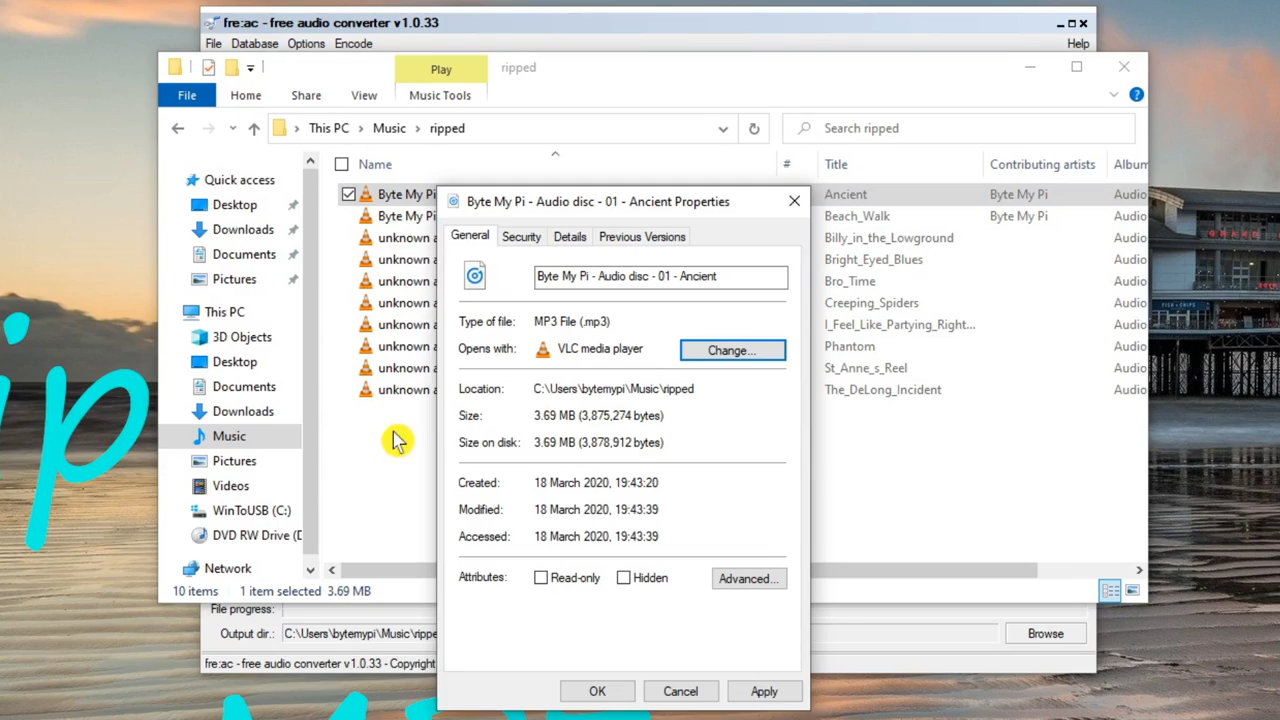 fre:ac - free audio converter v1.0.33
File Database Options Encode Help
Play ripped
File Home Share View Music Tools
This PC Music ripped Search ripped
Name # Title Contributing artists Album
Quick access
Desktop
Downloads
Documents
Pictures
This PC
3D Objects
Desktop
Documents
Downloads
Music
Pictures
Videos
WinToUSB (C:)
DVD RW Drive (D
Network
Byte My Pi Ancient Byte My Pi Audio
Byte My Pi Beach_Walk Byte My Pi Audio
unknown a Billy_in_the_Lowground Audio
unknown a Bright_Eyed_Blues Audio
unknown a Bro_Time Audio
unknown a Creeping_Spiders Audio
unknown a I_Feel_Like_Partying_Right... Audio
unknown a Phantom Audio
unknown a St_Anne_s_Reel Audio
unknown a The_DeLong_Incident Audio
10 items 1 item selected 3.69 MB
Byte My Pi - Audio disc - 01 - Ancient Properties
General Security Details Previous Versions
Byte My Pi - Audio disc - 01 - Ancient
Type of file: MP3 File (.mp3)
Opens with: VLC media player Change...
Location: C:\Users\bytemypi\Music\ripped
Size: 3.69 MB (3,875,274 bytes)
Size on disk: 3.69 MB (3,878,912 bytes)
Created: 18 March 2020, 19:43:20
Modified: 18 March 2020, 19:43:39
Accessed: 18 March 2020, 19:43:39
Attributes: Read-only Hidden Advanced...
OK Cancel Apply
File progress:
Output dir.: C:\Users\bytemypi\Music\rippe Browse
fre:ac - free audio converter v1.0.33 - Copyright